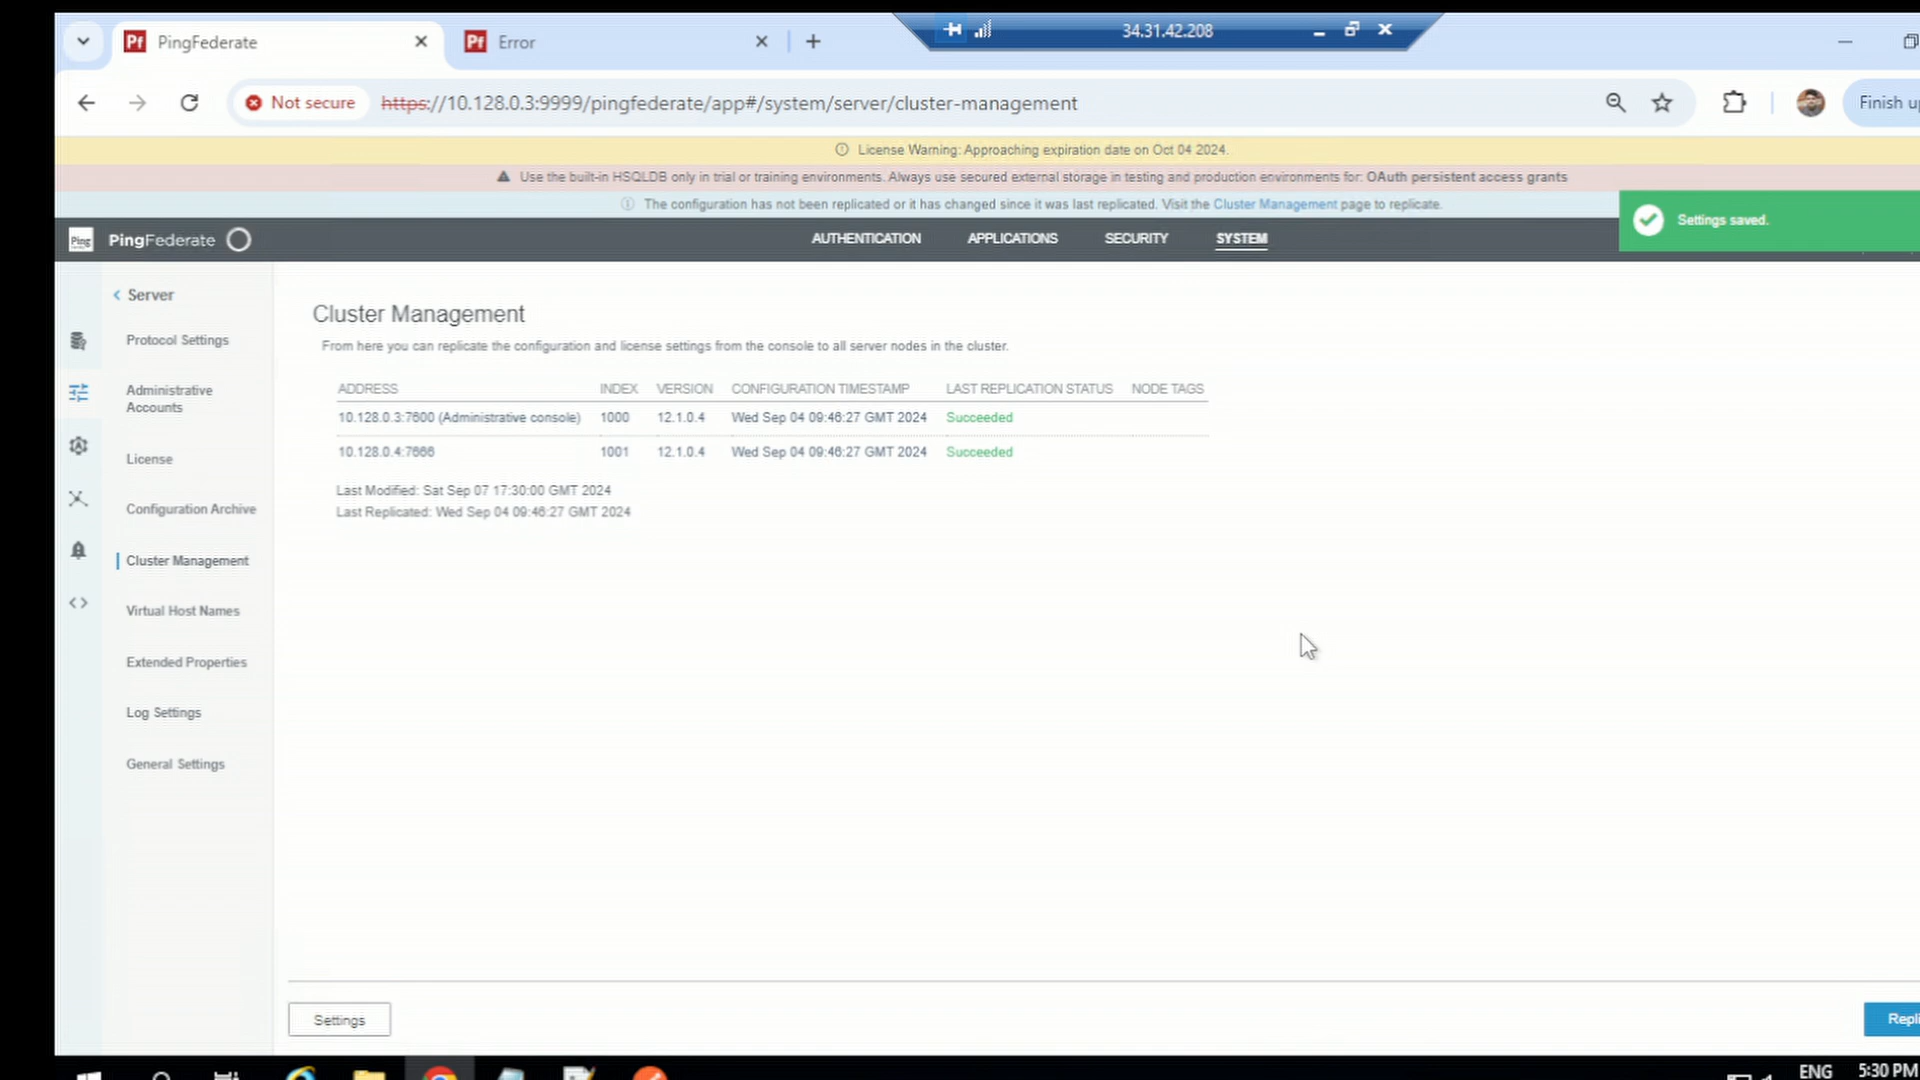 PingFederate
Error
34.31.42.208
Not secure
https://10.128.0.3:9999/pingfederate/app#/system/server/cluster-management
Finish
License Warning: Approaching expiration date on Oct 04 2024.
Use the built-in HSQLDB only in trial or training environments. Always use secured external storage in testing and production environments for: OAuth persistent access grants
The configuration has not been replicated or it has changed since it was last replicated. Visit the Cluster Management page to replicate.
Settings saved.
Ping
PingFederate
AUTHENTICATION
APPLICATIONS
SECURITY
SYSTEM
Server
Protocol Settings
Administrative
Accounts
License
Configuration Archive
Cluster Management
Virtual Host Names
Extended Properties
Log Settings
General Settings
Cluster Management
From here you can replicate the configuration and license settings from the console to all server nodes in the cluster.
ADDRESS INDEX VERSION CONFIGURATION TIMESTAMP LAST REPLICATION STATUS NODE TAGS
10.128.0.3:7600 (Administrative console) 1000 12.1.0.4 Wed Sep 04 09:46:27 GMT 2024 Succeeded
10.128.0.4:7666 1001 12.1.0.4 Wed Sep 04 09:46:27 GMT 2024 Succeeded
Last Modified: Sat Sep 07 17:30:00 GMT 2024
Last Replicated: Wed Sep 04 09:46:27 GMT 2024
Settings
Repli
ENG
5:30 PM